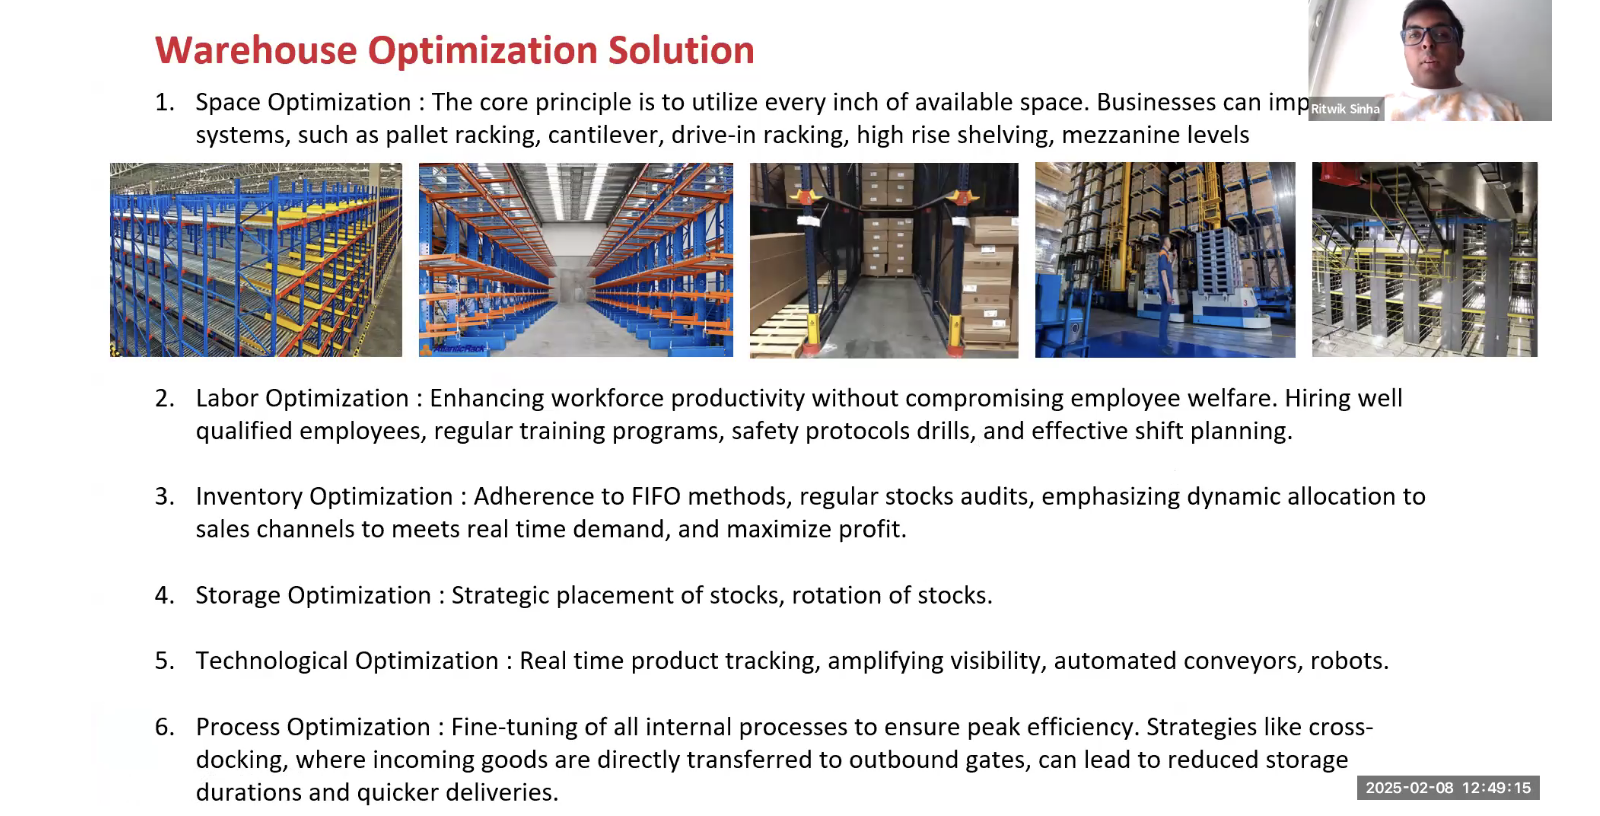 Warehouse Optimization Solution
1. Space Optimization : The core principle is to utilize every inch of available space. Businesses can imp
Ritwik Sinha
systems, such as pallet racking, cantilever, drive-in racking, high rise shelving, mezzanine levels
2. Labor Optimization : Enhancing workforce productivity without compromising employee welfare. Hiring well
qualified employees, regular training programs, safety protocols drills, and effective shift planning.
3. Inventory Optimization : Adherence to FIFO methods, regular stocks audits, emphasizing dynamic allocation to
sales channels to meets real time demand, and maximize profit.
4. Storage Optimization : Strategic placement of stocks, rotation of stocks.
5. Technological Optimization : Real time product tracking, amplifying visibility, automated conveyors, robots.
6. Process Optimization : Fine-tuning of all internal processes to ensure peak efficiency. Strategies like cross-
docking, where incoming goods are directly transferred to outbound gates, can lead to reduced storage
durations and quicker deliveries.
2025-02-08 12:49:15